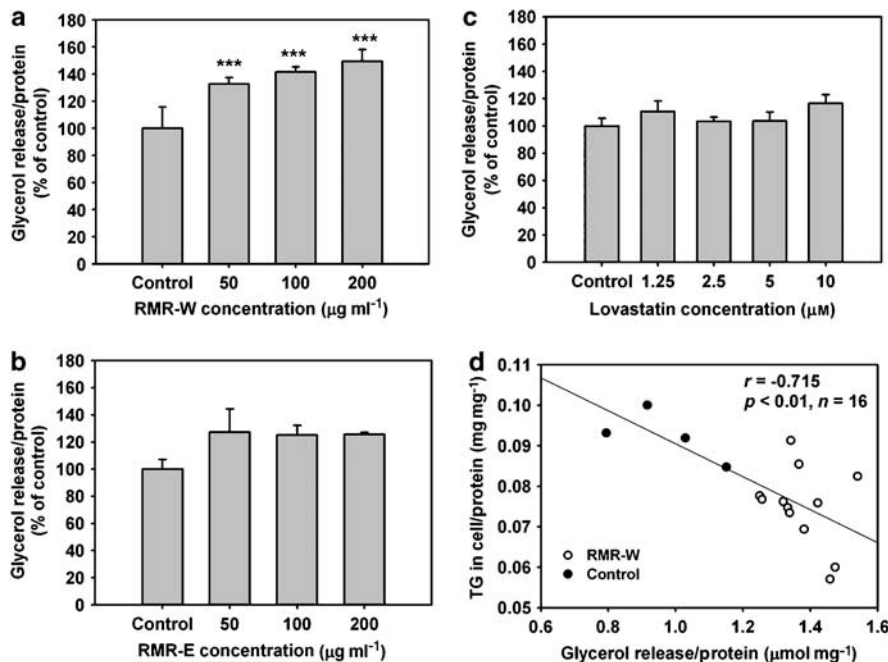 a
Glycerol release/protein
(% of control)
180
160
140
120
100
80
60
40
20
0
***
***
***
Control 50 100 200
RMR-W concentration (µg ml⁻¹)
b
Glycerol release/protein
(% of control)
180
160
140
120
100
80
60
40
20
0
Control 50 100 200
RMR-E concentration (µg ml⁻¹)
c
Glycerol release/protein
(% of control)
180
160
140
120
100
80
60
40
20
0
Control 1.25 2.5 5 10
Lovastatin concentration (µM)
d
TG in cell/protein (mg mg⁻¹)
0.11
0.10
0.09
0.08
0.07
0.06
0.05
r = -0.715
p < 0.01, n = 16
RMR-W
Control
0.6 0.8 1.0 1.2 1.4 1.6
Glycerol release/protein (µmol mg⁻¹)